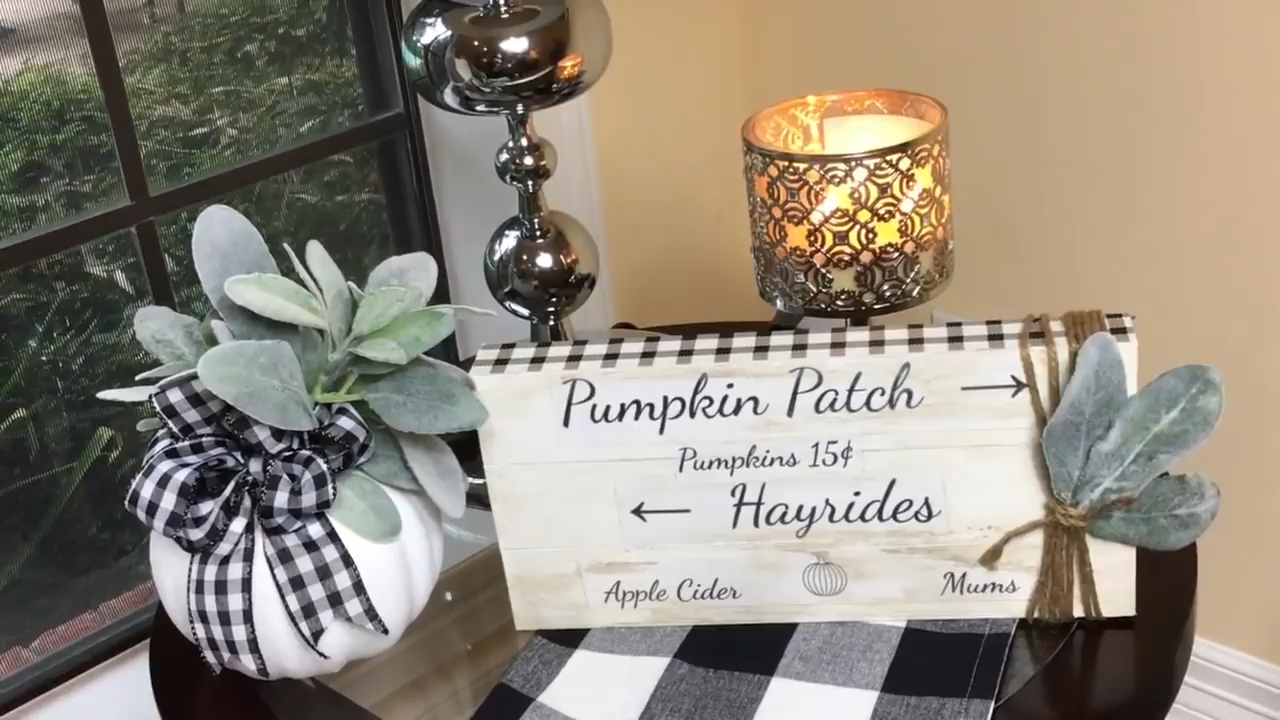 Pumpkin Patch →
Pumpkins 15¢
← Hayrides
Apple Cider Mums